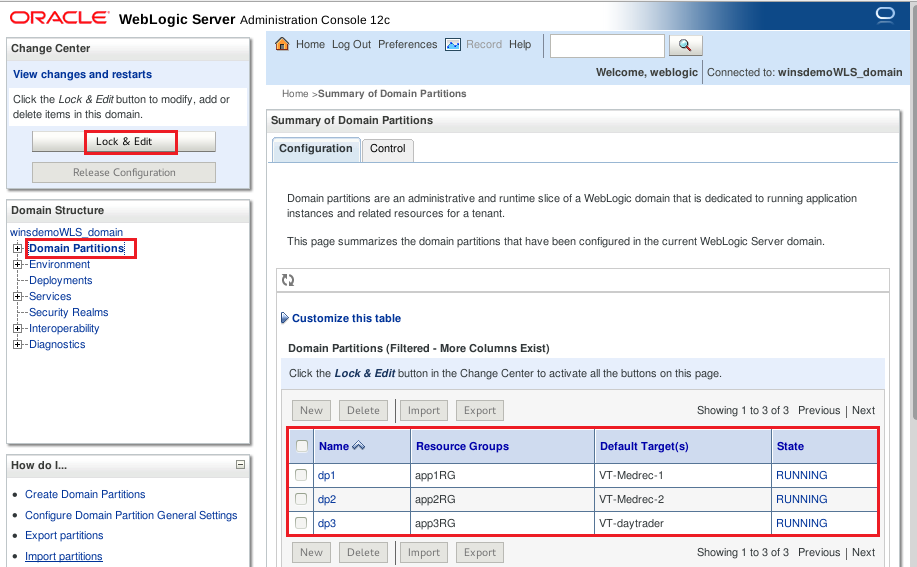 ORACLE® WebLogic Server Administration Console 12c
Change Center
View changes and restarts
Click the Lock & Edit button to modify, add or
delete items in this domain.
Lock & Edit
Release Configuration
Domain Structure
winsdemoWLS_domain
Domain Partitions
Environment
Deployments
Services
Security Realms
Interoperability
Diagnostics
How do I...
Create Domain Partitions
Configure Domain Partition General Settings
Export partitions
Import partitions
Home Log Out Preferences Record Help
Welcome, weblogic Connected to: winsdemoWLS_domain
Home >Summary of Domain Partitions
Summary of Domain Partitions
Configuration Control
Domain partitions are an administrative and runtime slice of a WebLogic domain that is dedicated to running application
instances and related resources for a tenant.
This page summarizes the domain partitions that have been configured in the current WebLogic Server domain.
Customize this table
Domain Partitions (Filtered - More Columns Exist)
Click the Lock & Edit button in the Change Center to activate all the buttons on this page.
New Delete Import Export Showing 1 to 3 of 3 Previous | Next
Name Resource Groups Default Target(s) State
dp1 app1RG VT-Medrec-1 RUNNING
dp2 app2RG VT-Medrec-2 RUNNING
dp3 app3RG VT-daytrader RUNNING
New Delete Import Export Showing 1 to 3 of 3 Previous | Next